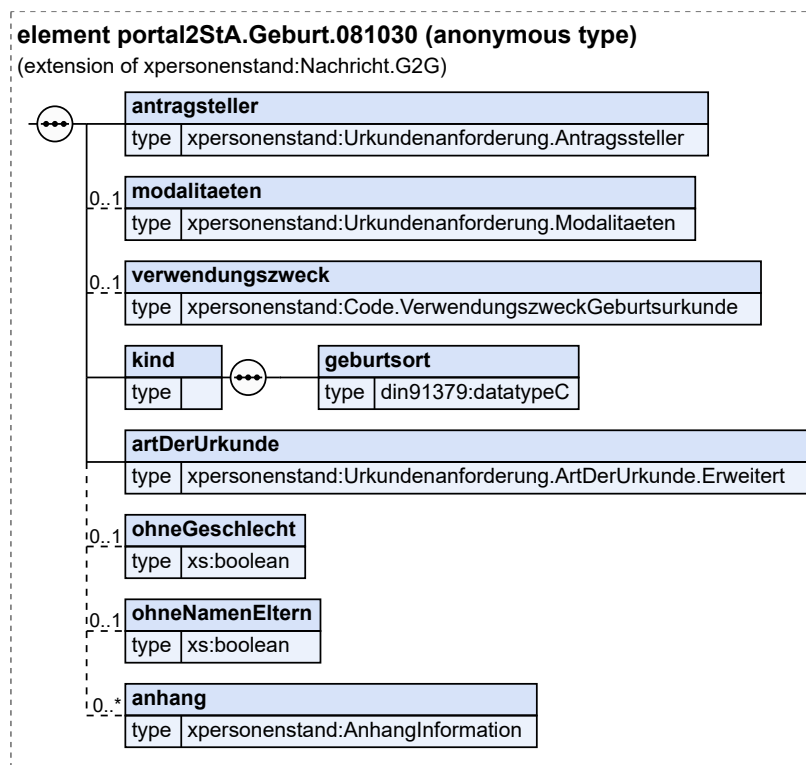 element portal2StA.Geburt.081030 (anonymous type)
(extension of xpersonenstand:Nachricht.G2G)
antragsteller
type xpersonenstand:Urkundenanforderung.Antragssteller
0..1 modalitaeten
type xpersonenstand:Urkundenanforderung.Modalitaeten
0..1 verwendungszweck
type xpersonenstand:Code.VerwendungszweckGeburtsurkunde
kind geburtsort
type type din91379:datatypeC
artDerUrkunde
type xpersonenstand:Urkundenanforderung.ArtDerUrkunde.Erweitert
0..1 ohneGeschlecht
type xs:boolean
0..1 ohneNamenEltern
type xs:boolean
0..* anhang
type xpersonenstand:AnhangInformation